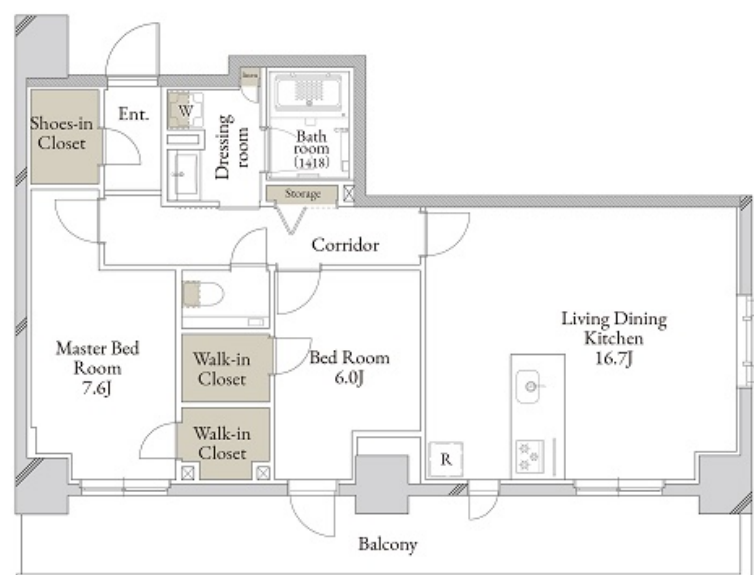 Shoes-in
Closet
Ent.
W
Dressing
room
Bath
room
(1418)
Storage
Corridor
Master Bed
Room
7.6J
Walk-in
Closet
Walk-in
Closet
Bed Room
6.0J
Living Dining
Kitchen
16.7J
R
Balcony